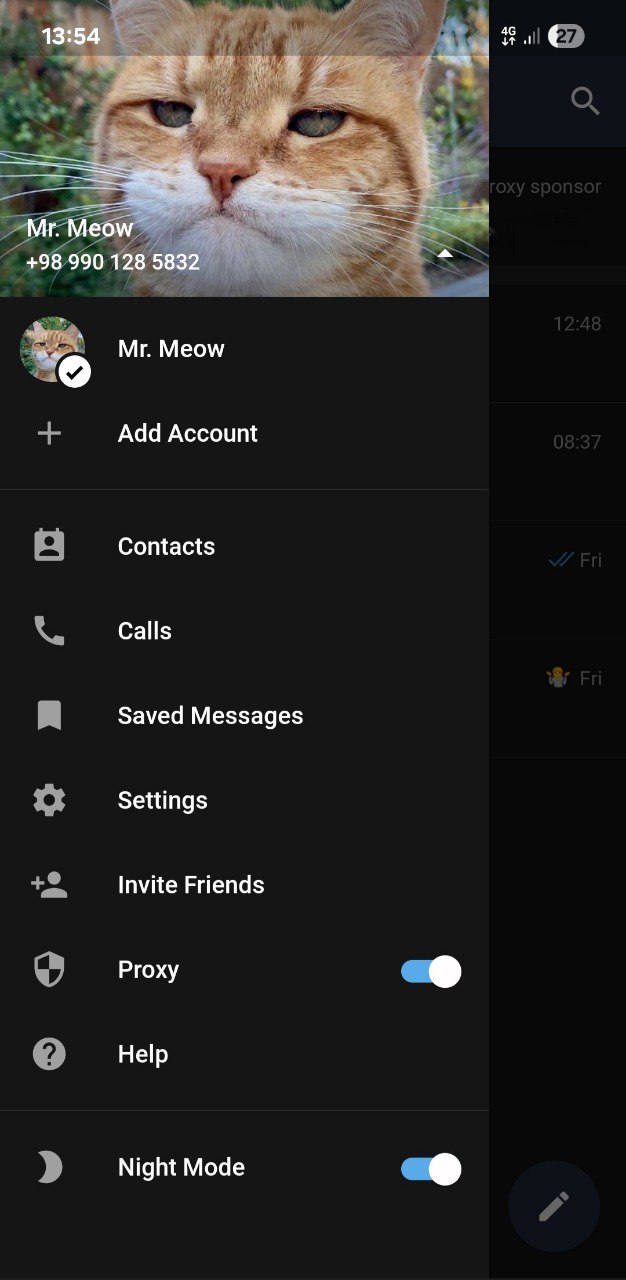 13:54
4G
27
Mr. Meow
+98 990 128 5832
roxy sponsor
Mr. Meow
12:48
Add Account
08:37
Contacts
Fri
Calls
Fri
Saved Messages
Settings
Invite Friends
Proxy
Help
Night Mode